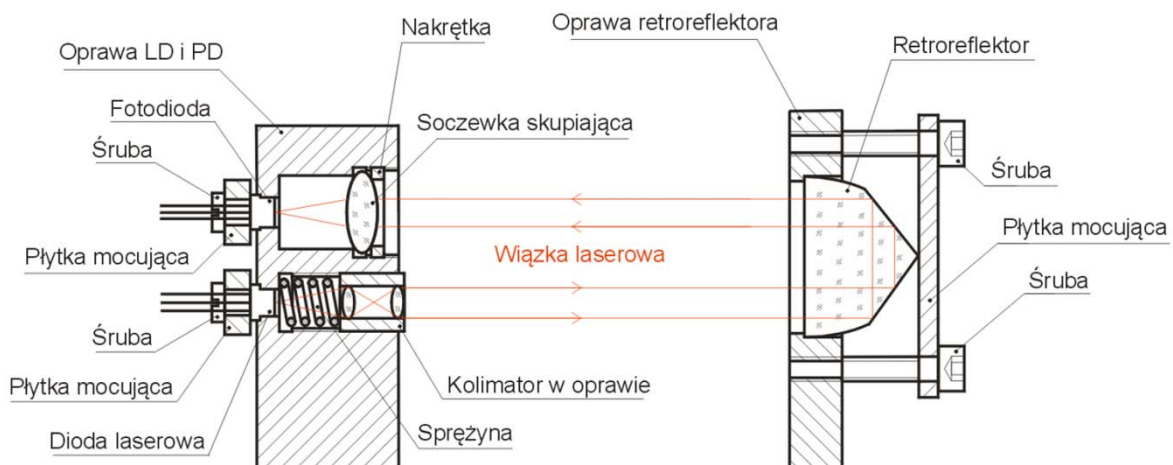 Nakrętka
Oprawa retroreflektora
Oprawa LD i PD
Retroreflektor
Fotodioda
Soczewka skupiająca
Śruba
Śruba
Płytka mocująca
Płytka mocująca
Wiązka laserowa
Śruba
Śruba
Płytka mocująca
Kolimator w oprawie
Dioda laserowa
Sprężyna